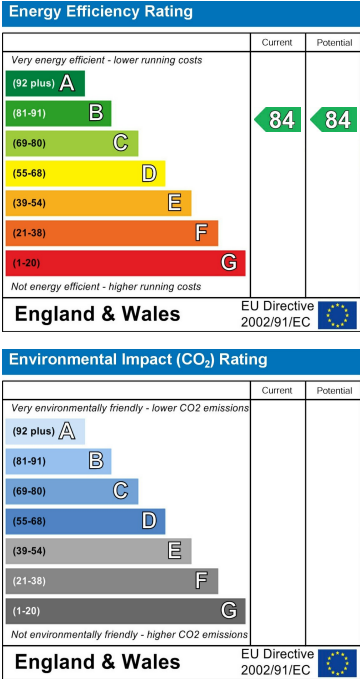 Energy Efficiency Rating
Current Potential
Very energy efficient - lower running costs
(92 plus) A
(81-91) B
84 84
(69-80) C
(55-68) D
(39-54) E
(21-38) F
(1-20) G
Not energy efficient - higher running costs
England & Wales
EU Directive
2002/91/EC
Environmental Impact (CO₂) Rating
Current Potential
Very environmentally friendly - lower CO2 emissions
(92 plus) A
(81-91) B
(69-80) C
(55-68) D
(39-54) E
(21-38) F
(1-20) G
Not environmentally friendly - higher CO2 emissions
England & Wales
EU Directive
2002/91/EC